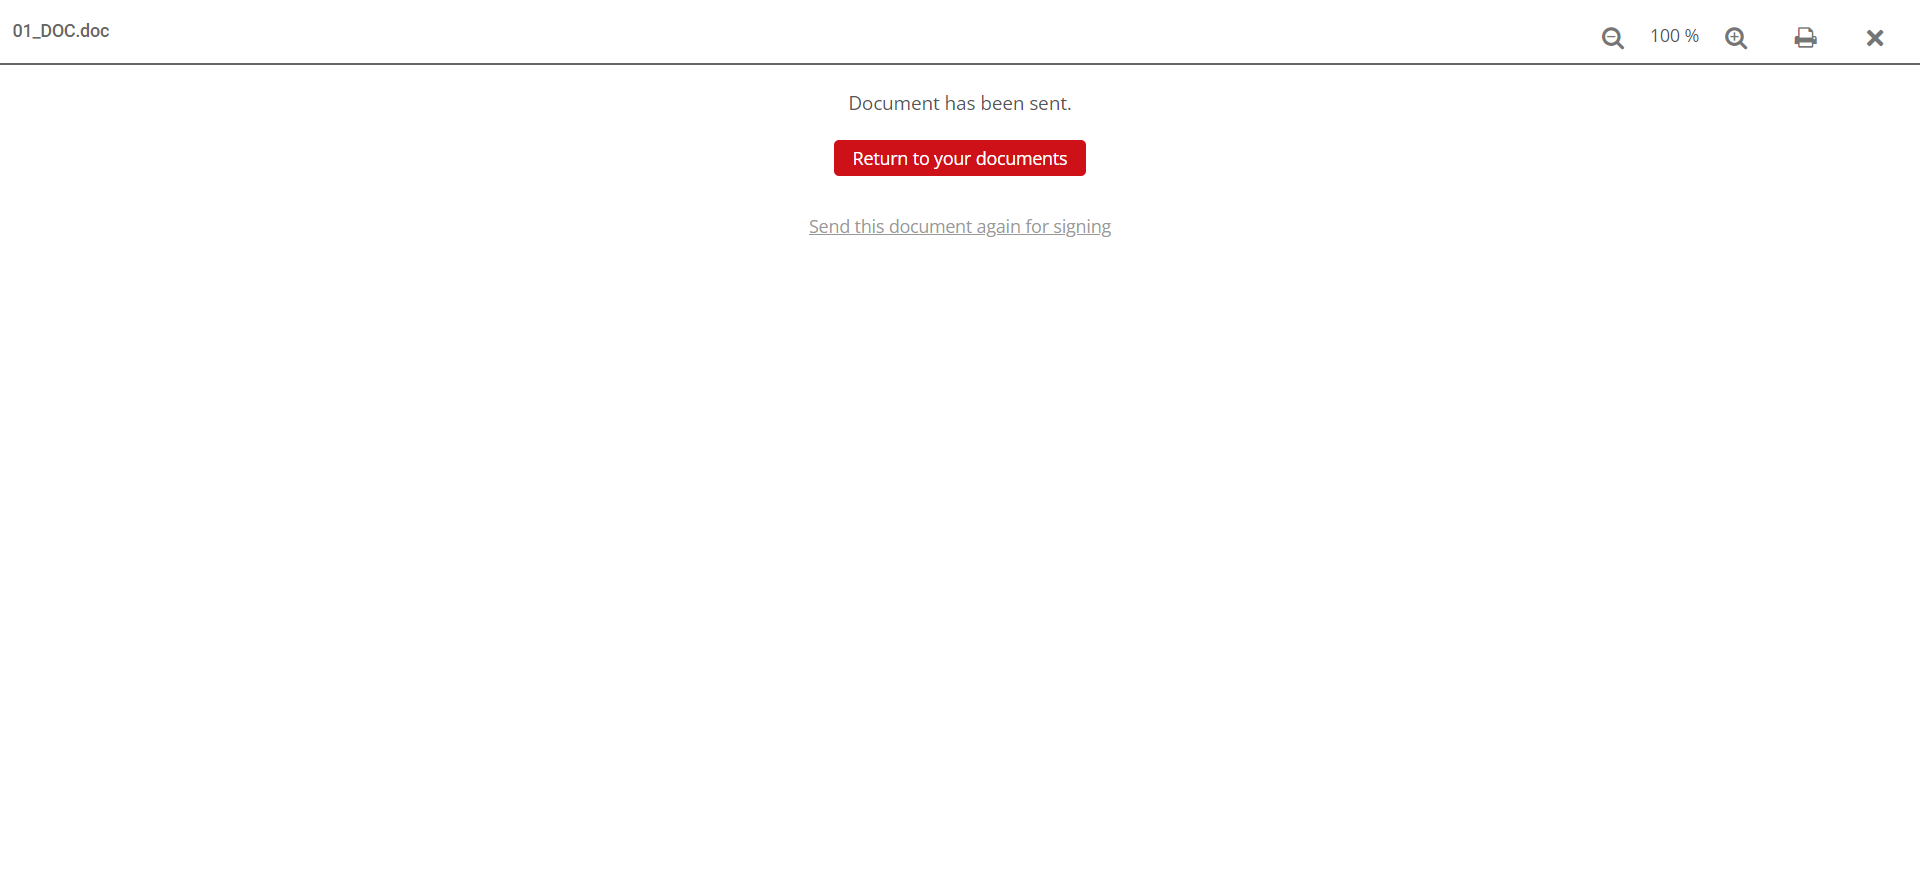 01_DOC.doc
100 %
Document has been sent.
Return to your documents
Send this document again for signing